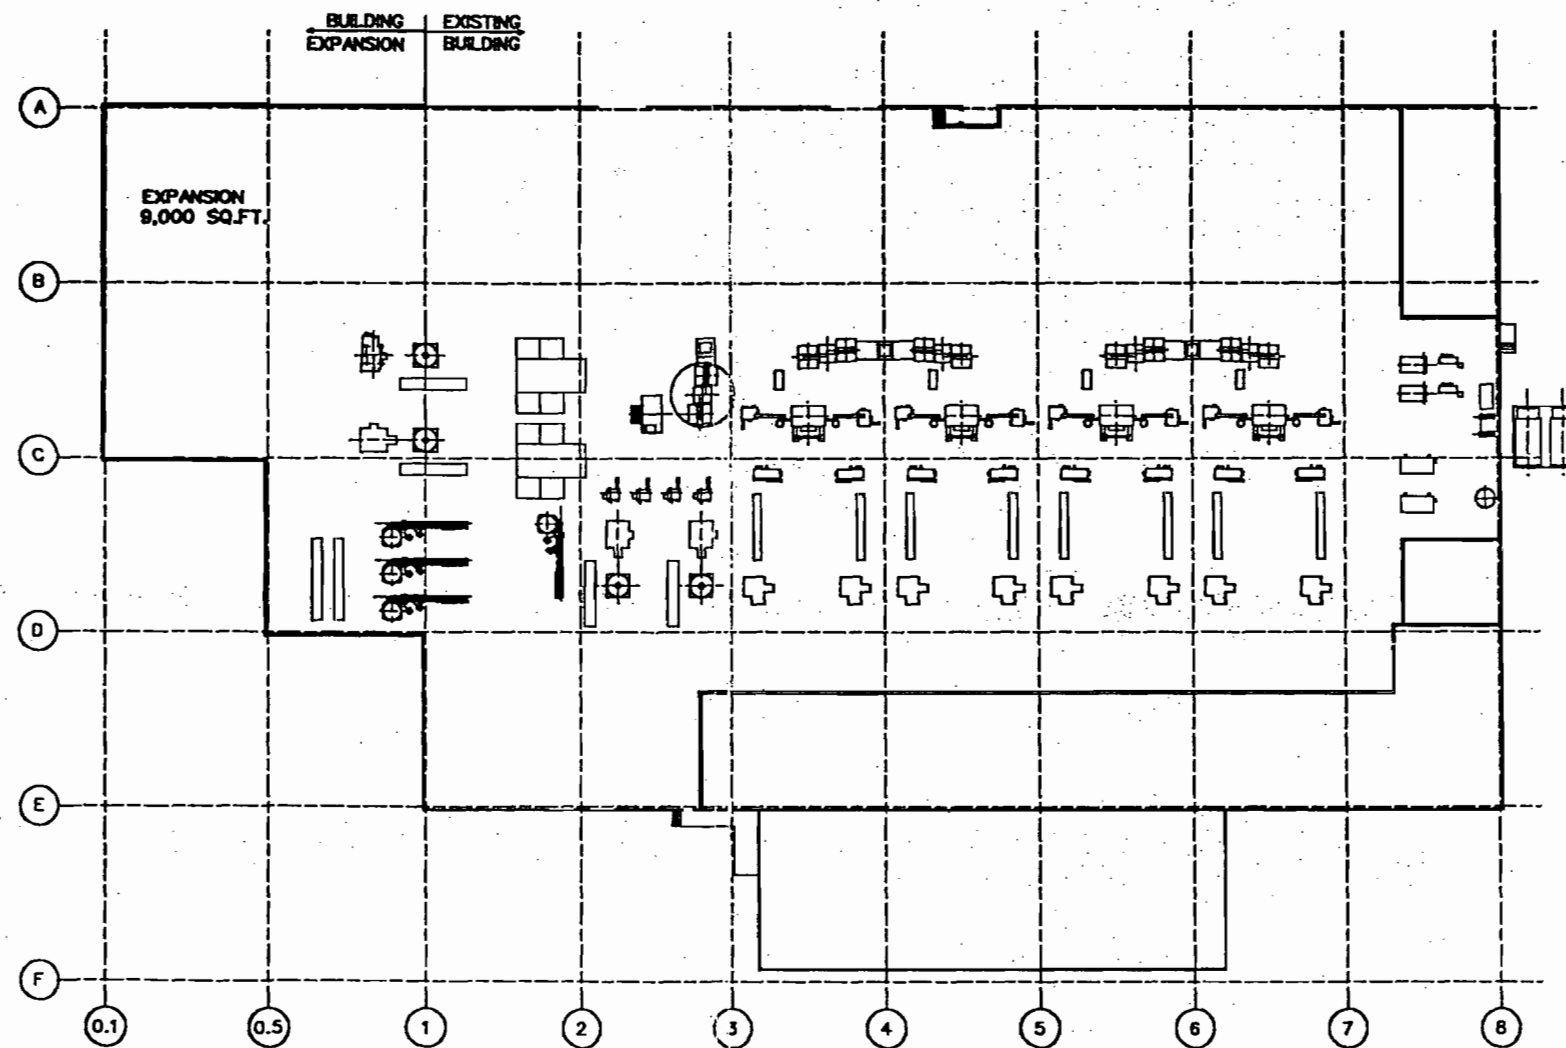 BUILDING EXISTING
EXPANSION BUILDING
A
EXPANSION
9,000 SQ.FT.
B
C
D
E
F
0.1 0.5 1 2 3 4 5 6 7 8